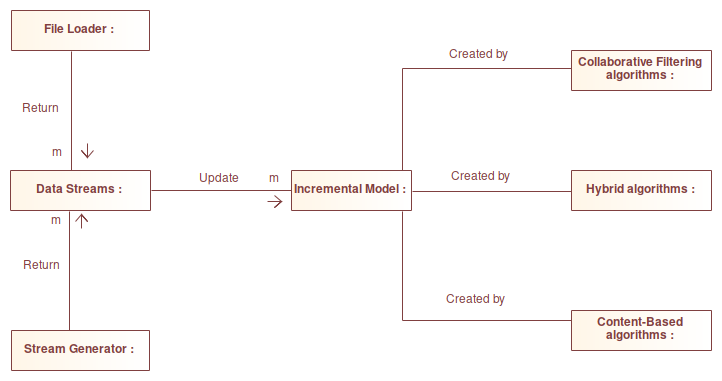 File Loader :
Created by
Collaborative Filtering
algorithms :
Return
m
Data Streams :
Update
m
Incremental Model :
Created by
Hybrid algorithms :
m
Return
Created by
Content-Based
algorithms :
Stream Generator :